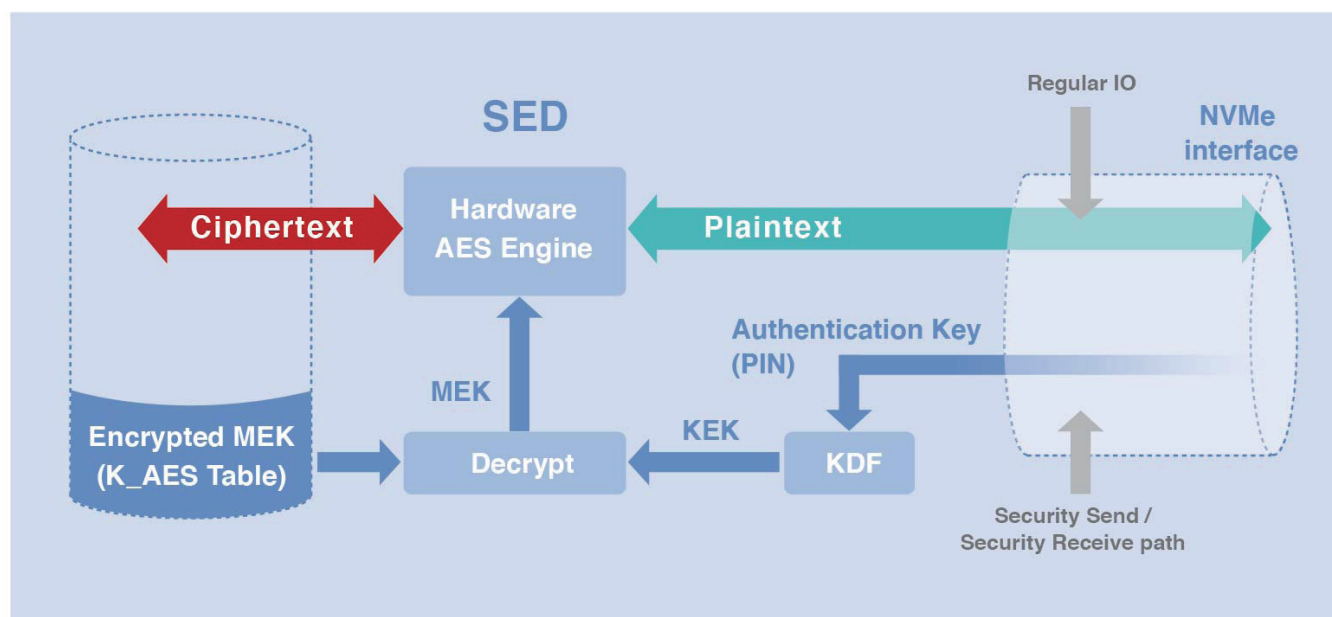 Regular IO
SED
NVMe
interface
Ciphertext
Hardware
AES Engine
Plaintext
Authentication Key
(PIN)
MEK
KEK
Encrypted MEK
(K_AES Table)
Decrypt
KDF
Security Send /
Security Receive path